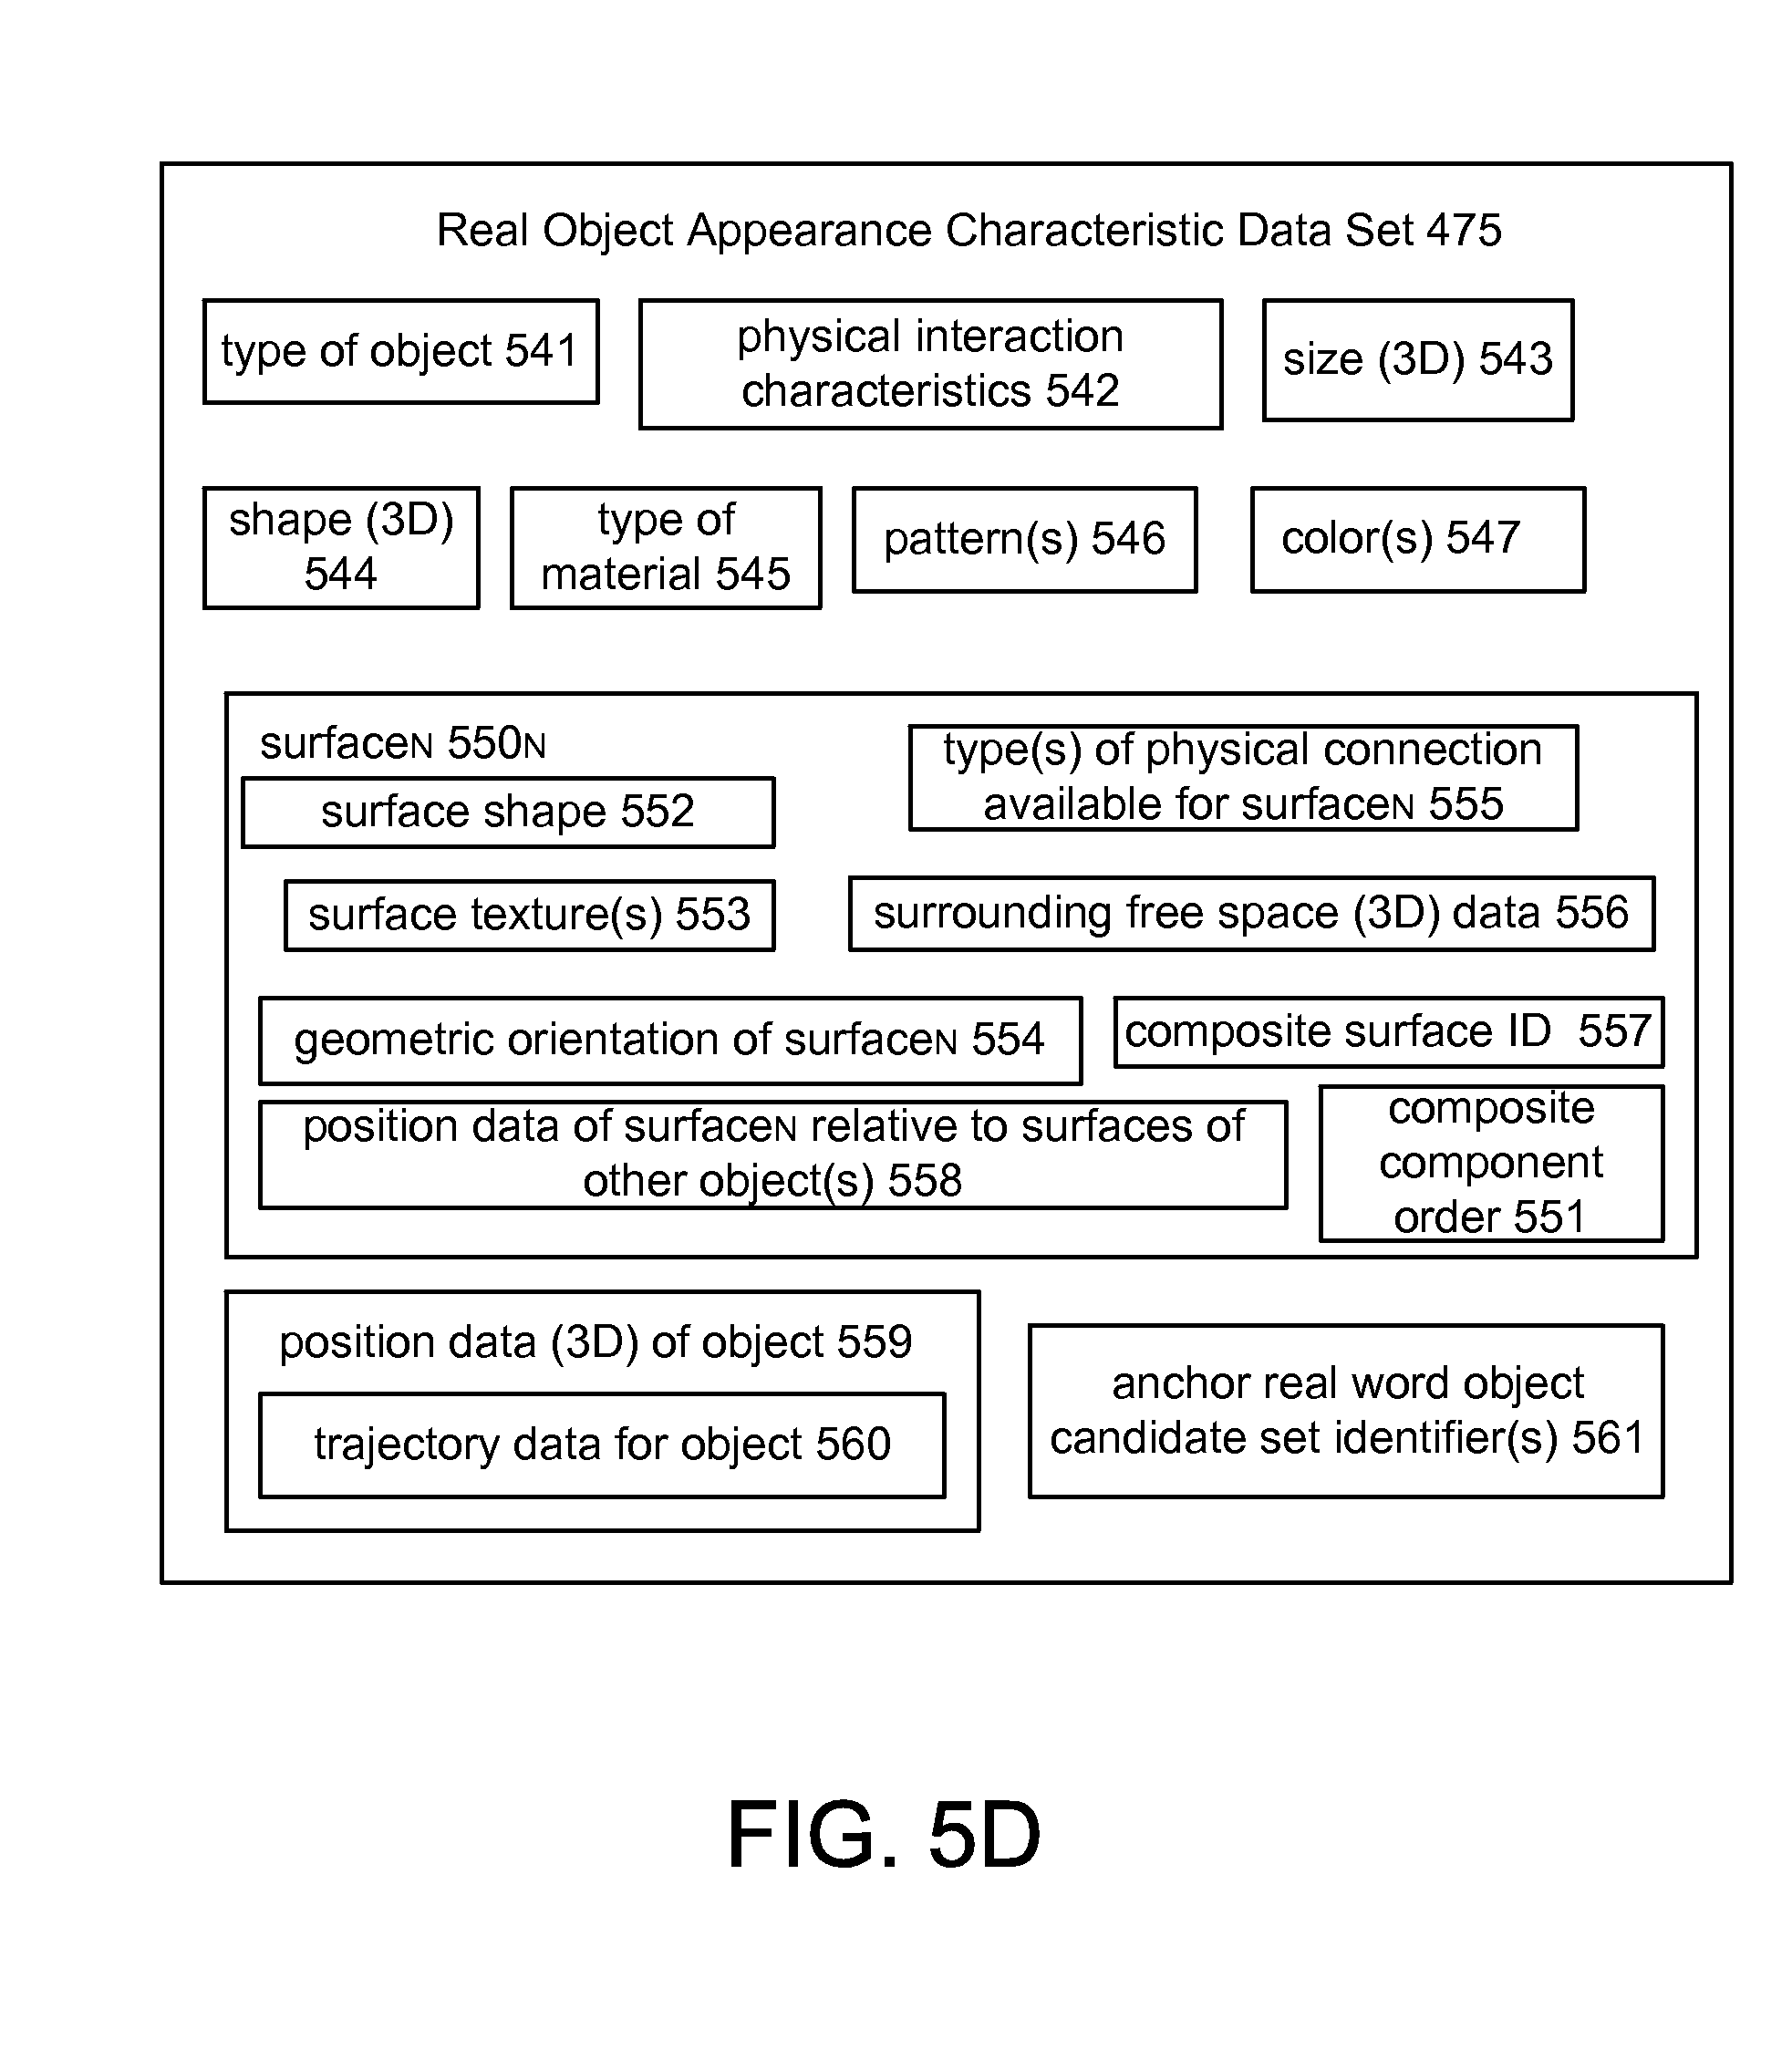 Real Object Appearance Characteristic Data Set 475
type of object 541
physical interaction
characteristics 542
size (3D) 543
shape (3D)
544
type of
material 545
pattern(s) 546
color(s) 547
surfaceN 550N
type(s) of physical connection
available for surfaceN 555
surface shape 552
surface texture(s) 553
surrounding free space (3D) data 556
geometric orientation of surfaceN 554
composite surface ID 557
position data of surfaceN relative to surfaces of
other object(s) 558
composite
component
order 551
position data (3D) of object 559
trajectory data for object 560
anchor real word object
candidate set identifier(s) 561
FIG. 5D